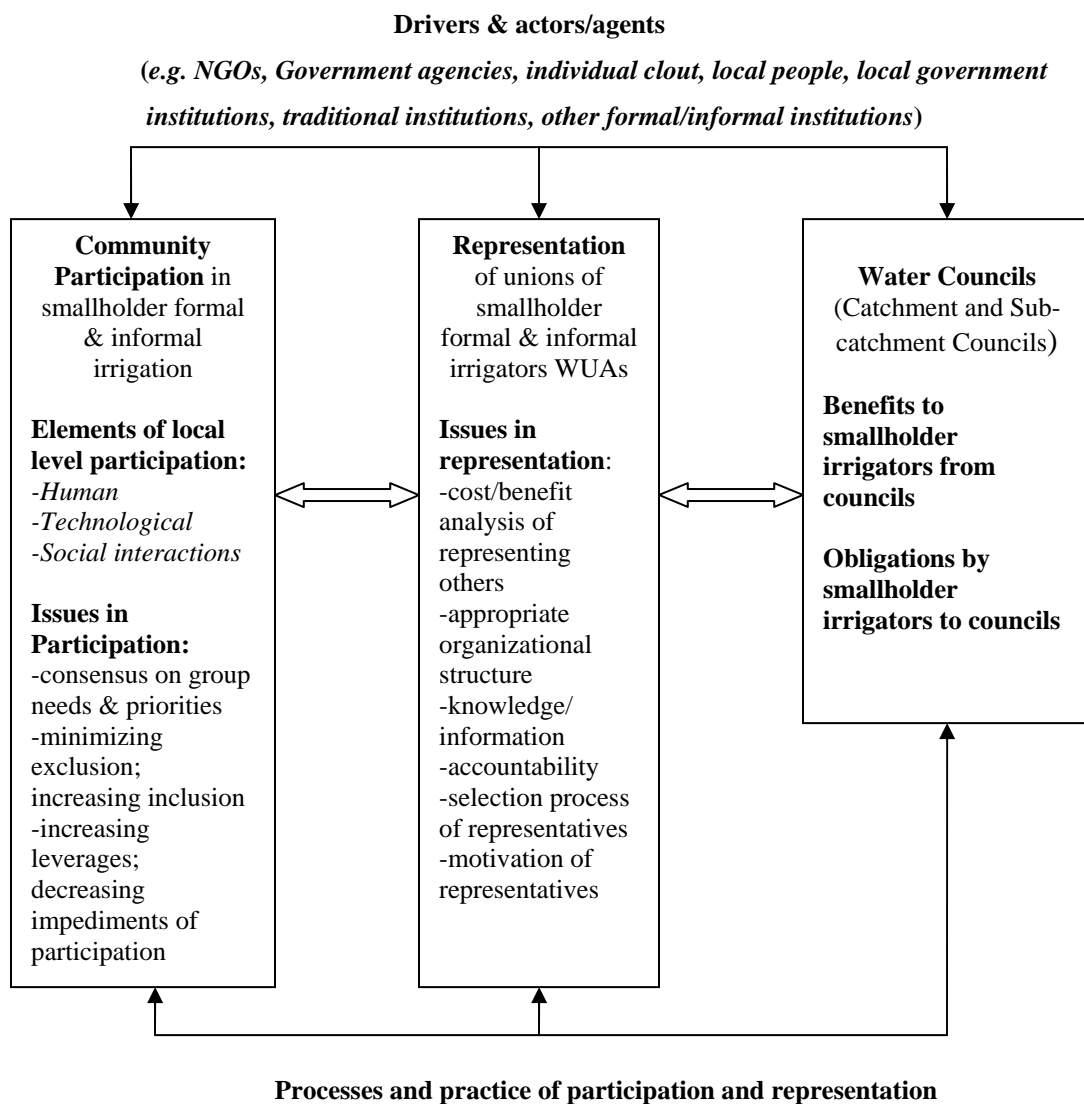 Drivers & actors/agents
(e.g. NGOs, Government agencies, individual clout, local people, local government
institutions, traditional institutions, other formal/informal institutions)
Community
Participation in
smallholder formal
& informal
irrigation
Elements of local
level participation:
-Human
-Technological
-Social interactions
Issues in
Participation:
-consensus on group
needs & priorities
-minimizing
exclusion;
increasing inclusion
-increasing
leverages;
decreasing
impediments of
participation
Representation
of unions of
smallholder
formal & informal
irrigators WUAs
Issues in
representation:
-cost/benefit
analysis of
representing
others
-appropriate
organizational
structure
-knowledge/
information
-accountability
-selection process
of representatives
-motivation of
representatives
Water Councils
(Catchment and Sub-
catchment Councils)
Benefits to
smallholder
irrigators from
councils
Obligations by
smallholder
irrigators to councils
Processes and practice of participation and representation